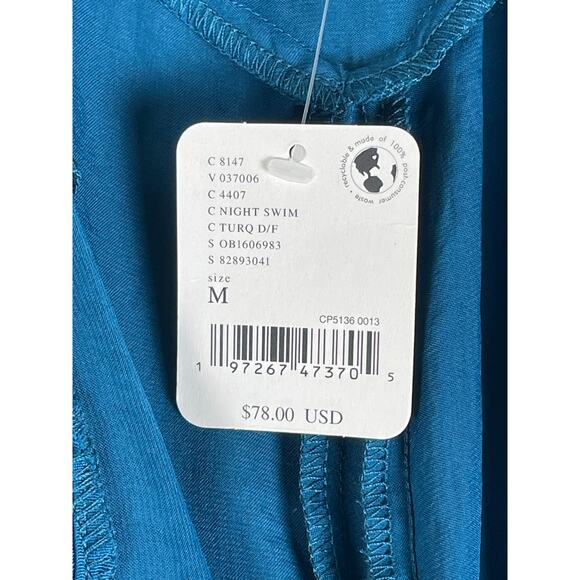 recyclable & made of 100% post-consumer waste •
C 8147
V 037006
C 4407
C NIGHT SWIM
C TURQ D/F
S OB1606983
S 82893041
size
M
CP5136 0013
1 97267 47370 5
$78.00 USD